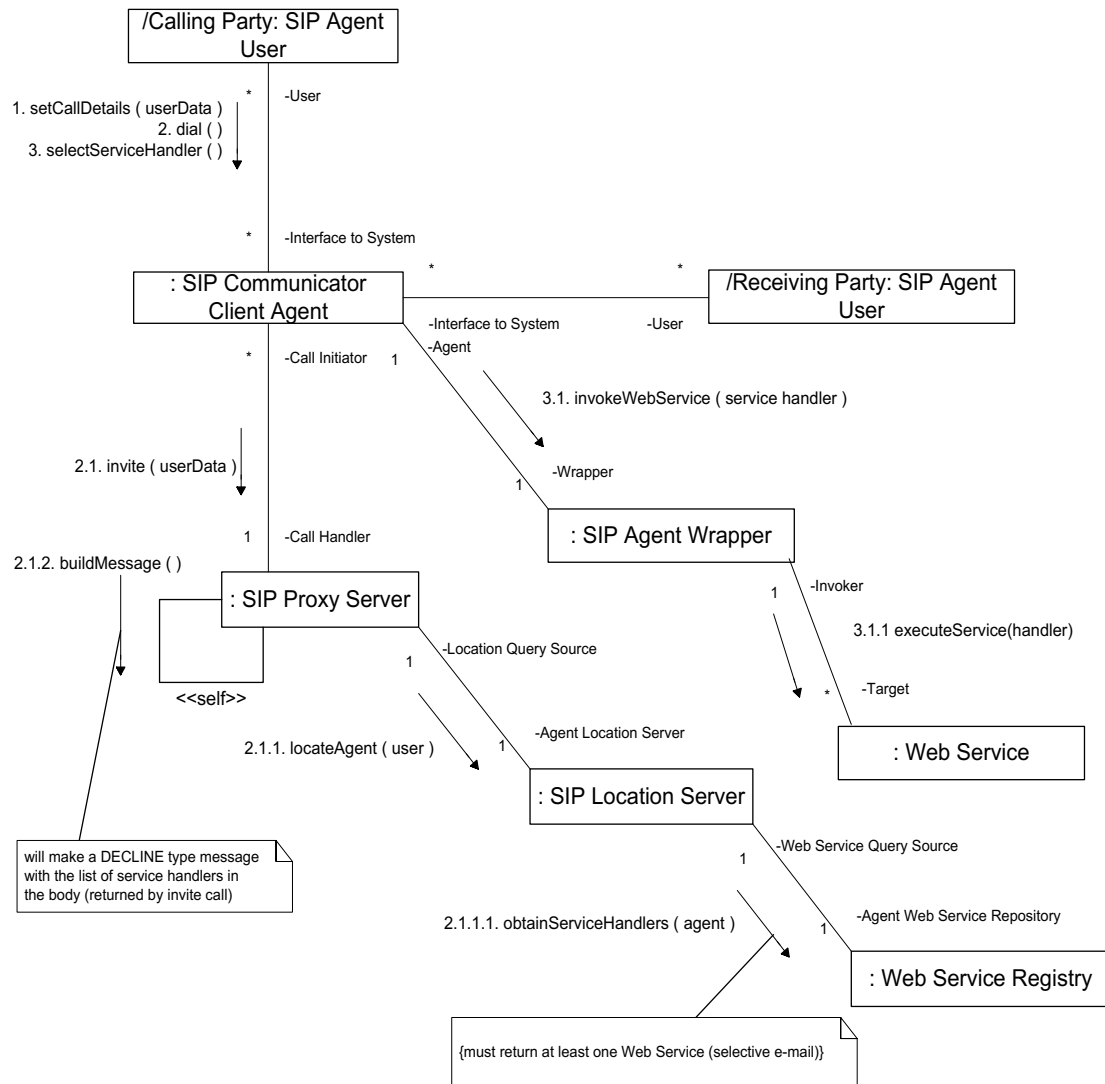 /Calling Party: SIP Agent
User
*
-User
1. setCallDetails ( userData )
2. dial ( )
3. selectServiceHandler ( )
*
-Interface to System
: SIP Communicator
Client Agent
*
*
/Receiving Party: SIP Agent
User
-Interface to System
-User
*
-Call Initiator
1
-Agent
3.1. invokeWebService ( service handler )
2.1. invite ( userData )
-Wrapper
1
1
-Call Handler
: SIP Agent Wrapper
2.1.2. buildMessage ( )
: SIP Proxy Server
-Invoker
1
3.1.1 executeService(handler)
-Location Query Source
1
<<self>>
*
-Target
2.1.1. locateAgent ( user )
-Agent Location Server
1
: Web Service
: SIP Location Server
will make a DECLINE type message
with the list of service handlers in
the body (returned by invite call)
-Web Service Query Source
1
2.1.1.1. obtainServiceHandlers ( agent )
-Agent Web Service Repository
1
: Web Service Registry
{must return at least one Web Service (selective e-mail)}